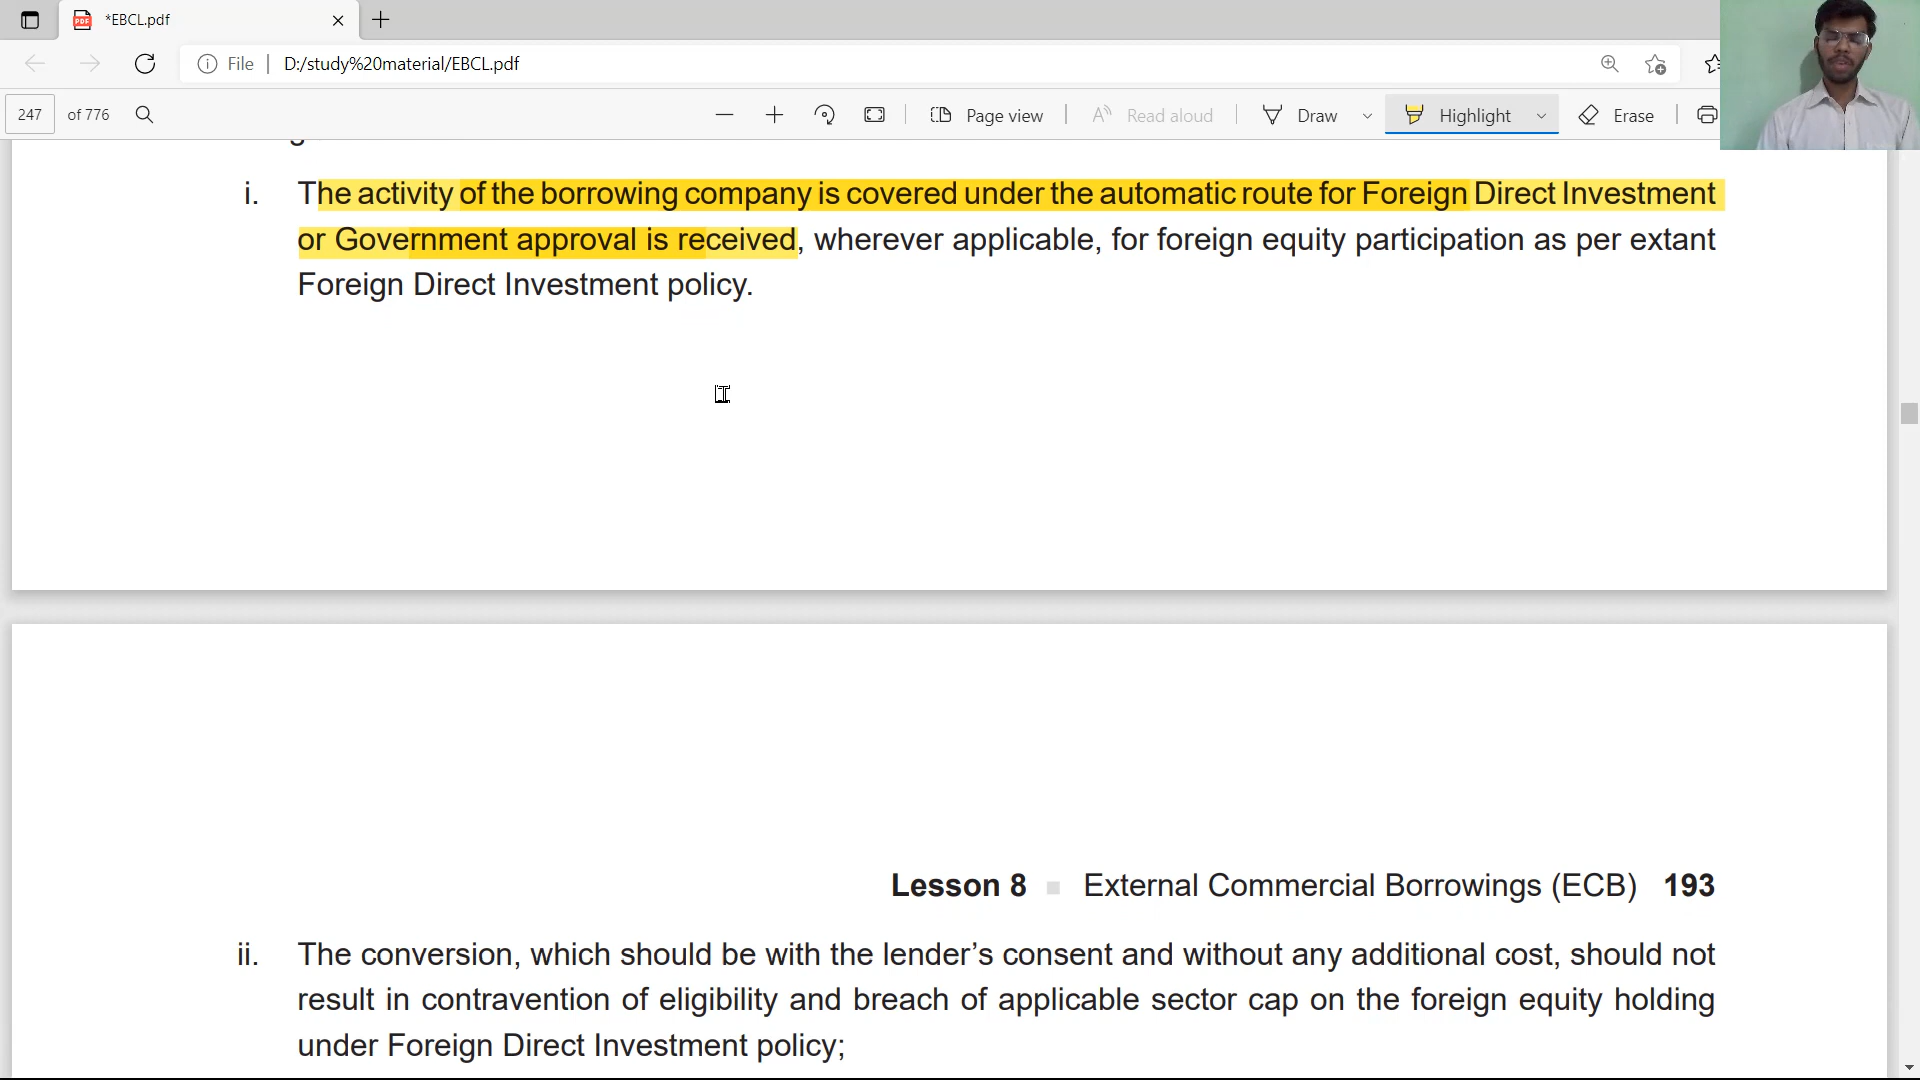 *EBCL.pdf
File
D:/study%20material/EBCL.pdf
247 of 776
Page view
Read aloud
Draw
Highlight
Erase
i. The activity of the borrowing company is covered under the automatic route for Foreign Direct Investment
or Government approval is received, wherever applicable, for foreign equity participation as per extant
Foreign Direct Investment policy.
Lesson 8 External Commercial Borrowings (ECB) 193
ii. The conversion, which should be with the lender’s consent and without any additional cost, should not
result in contravention of eligibility and breach of applicable sector cap on the foreign equity holding
under Foreign Direct Investment policy;